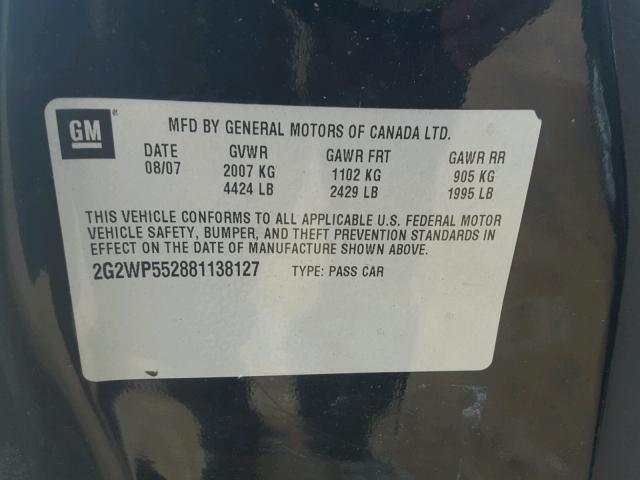 GM
MFD BY GENERAL MOTORS OF CANADA LTD.
DATE GVWR GAWR FRT GAWR RR
08/07 2007 KG 1102 KG 905 KG
4424 LB 2429 LB 1995 LB
THIS VEHICLE CONFORMS TO ALL APPLICABLE U.S. FEDERAL MOTOR
VEHICLE SAFETY, BUMPER, AND THEFT PREVENTION STANDARDS IN
EFFECT ON THE DATE OF MANUFACTURE SHOWN ABOVE.
2G2WP552881138127 TYPE: PASS CAR